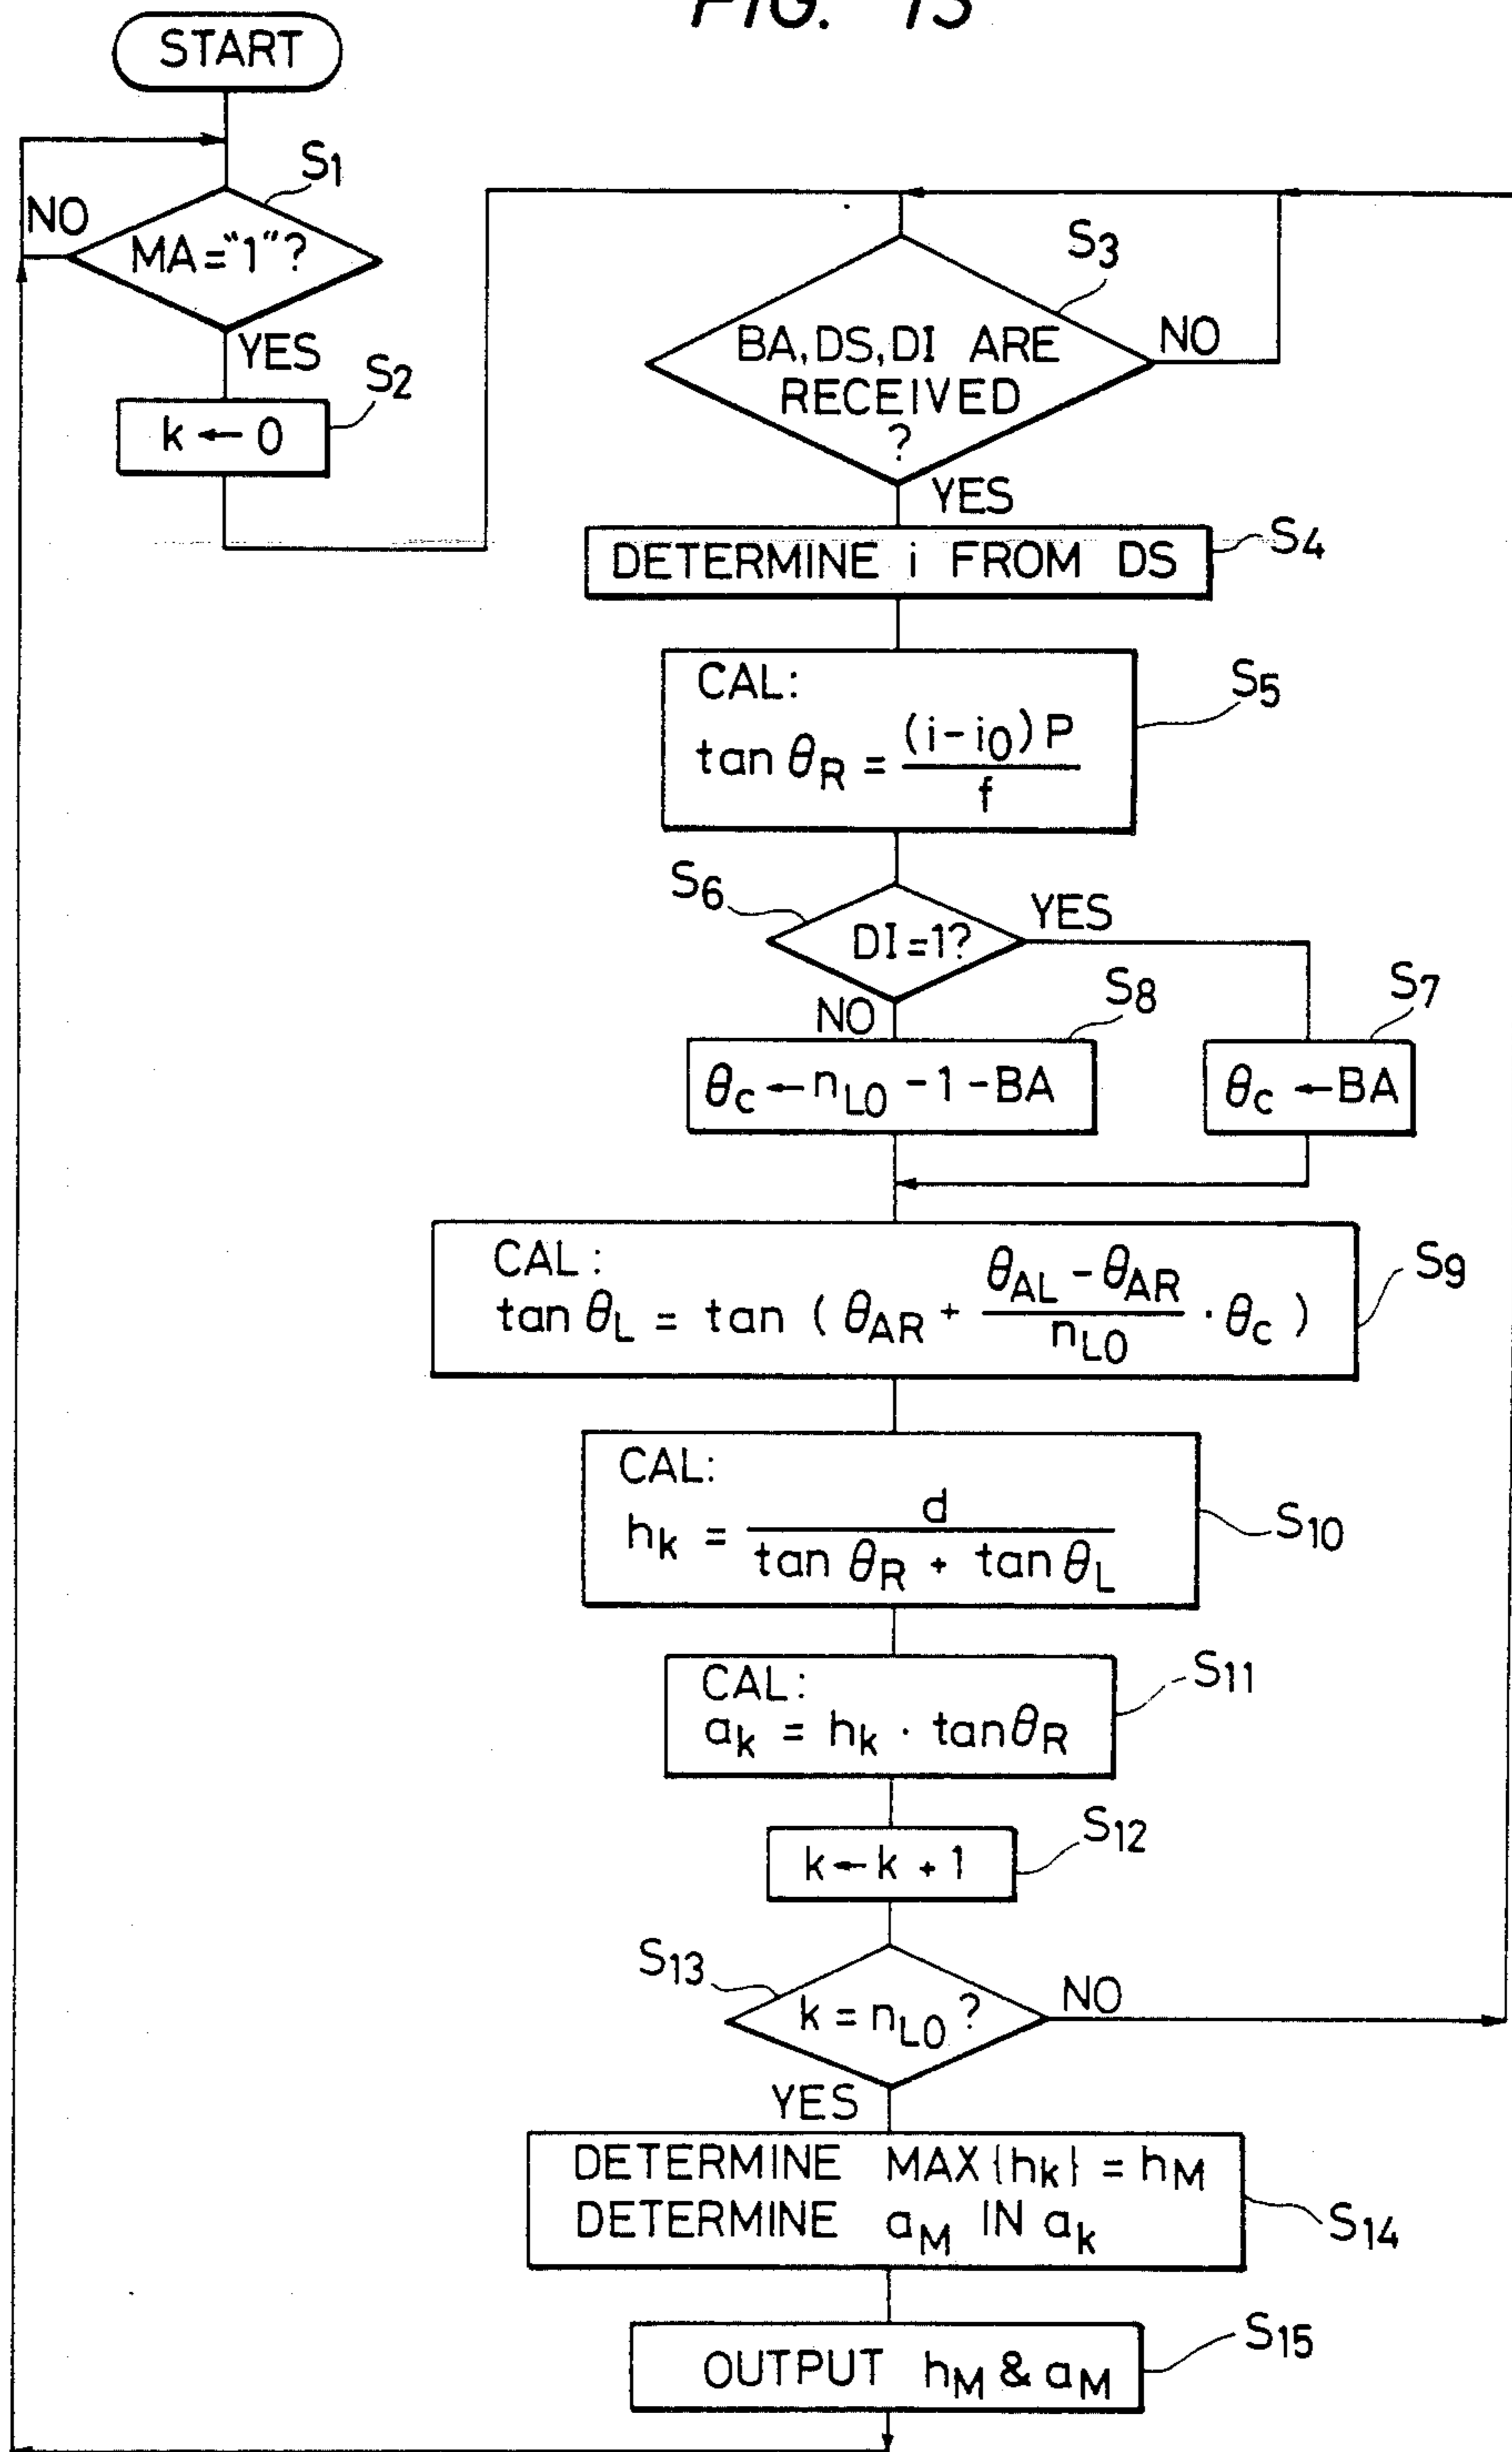 FIG. 13
START
S1
NO
MA="1"?
YES
S2
k ← 0
S3
BA, DS, DI ARE
RECEIVED
?
NO
YES
S4
DETERMINE i FROM DS
S5
CAL:
tan θR = (i-i0) P / f
S6
DI=1?
YES
NO
S8
θc ← nL0 - 1 - BA
S7
θc ← BA
S9
CAL:
tan θL = tan ( θAR + θAL - θAR / nL0 · θc )
S10
CAL:
hk = d / tan θR + tan θL
S11
CAL:
ak = hk · tan θR
S12
k ← k + 1
S13
k = nL0 ?
NO
YES
S14
DETERMINE MAX{hk} = hM
DETERMINE aM IN ak
S15
OUTPUT hM & aM